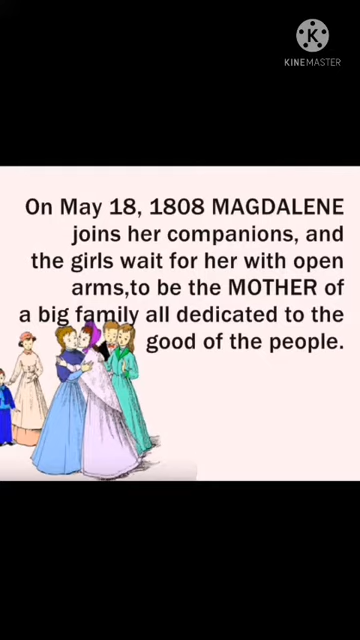 KINEMASTER
On May 18, 1808 MAGDALENE
joins her companions, and
the girls wait for her with open
arms,to be the MOTHER of
a big family all dedicated to the
good of the people.